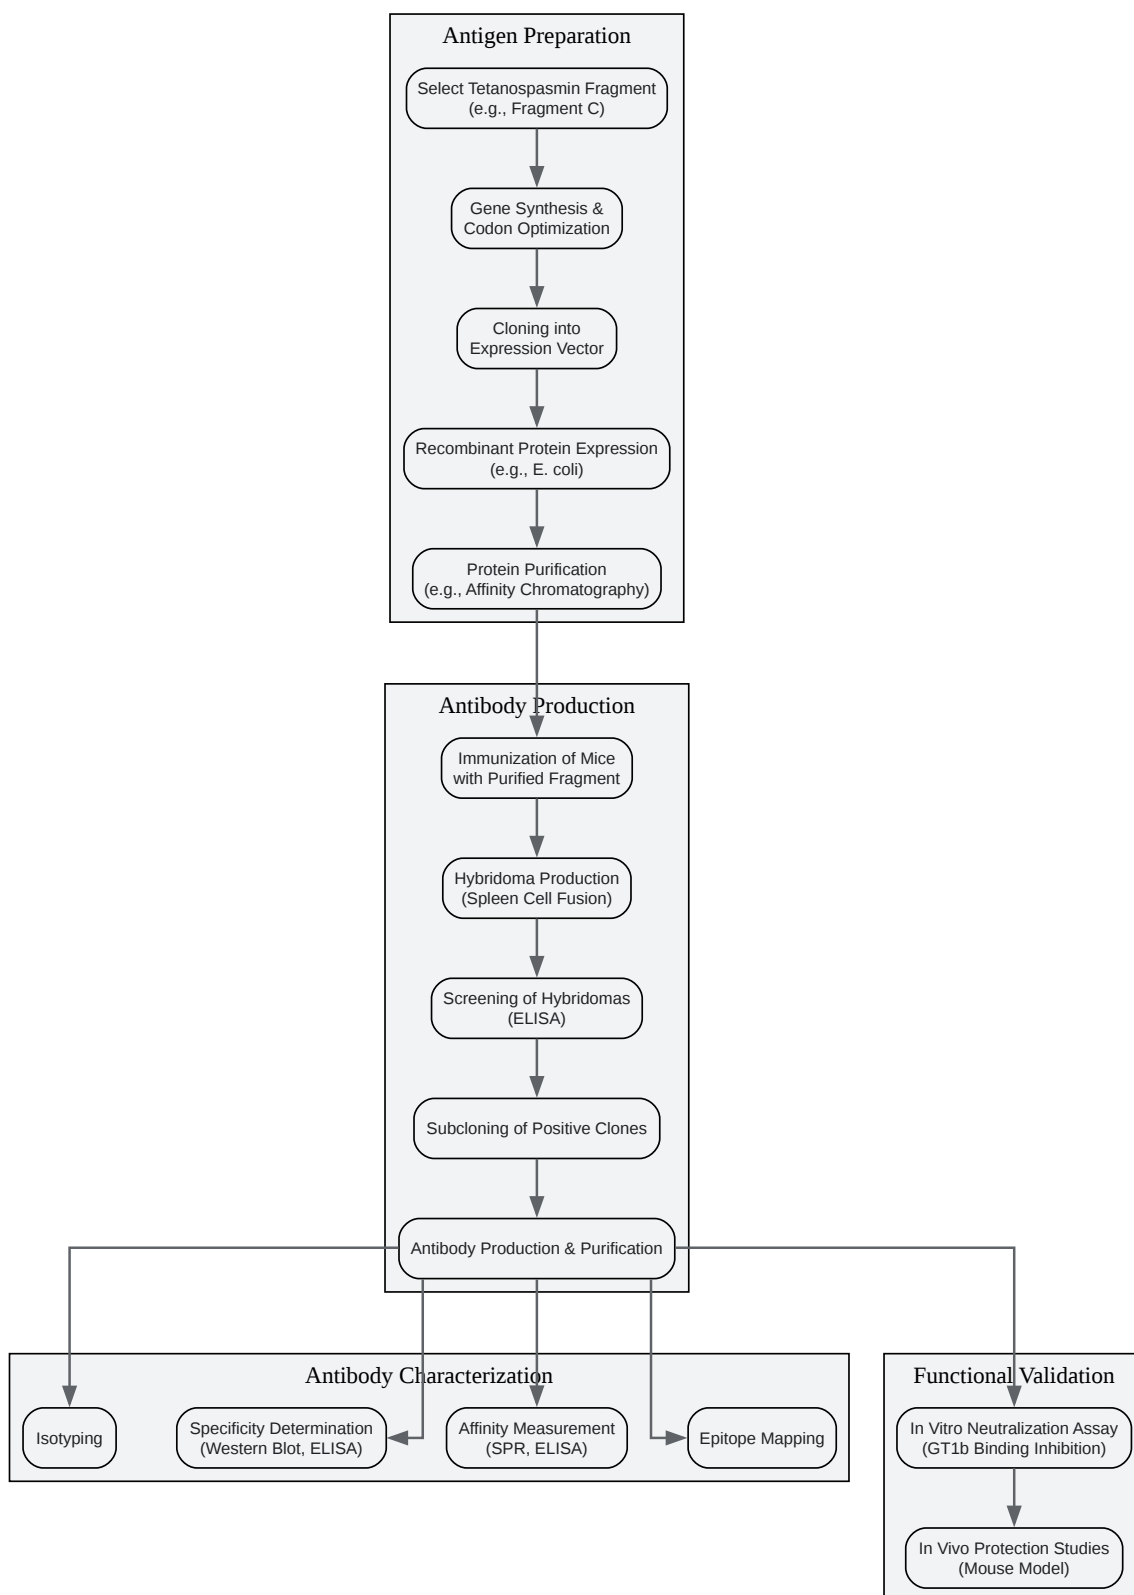 Antigen Preparation
Select Tetanospasmin Fragment
(e.g., Fragment C)
Gene Synthesis &
Codon Optimization
Cloning into
Expression Vector
Recombinant Protein Expression
(e.g., E. coli)
Protein Purification
(e.g., Affinity Chromatography)
Antibody Production
Immunization of Mice
with Purified Fragment
Hybridoma Production
(Spleen Cell Fusion)
Screening of Hybridomas
(ELISA)
Subcloning of Positive Clones
Antibody Production & Purification
Antibody Characterization
Isotyping
Specificity Determination
(Western Blot, ELISA)
Affinity Measurement
(SPR, ELISA)
Epitope Mapping
Functional Validation
In Vitro Neutralization Assay
(GT1b Binding Inhibition)
In Vivo Protection Studies
(Mouse Model)